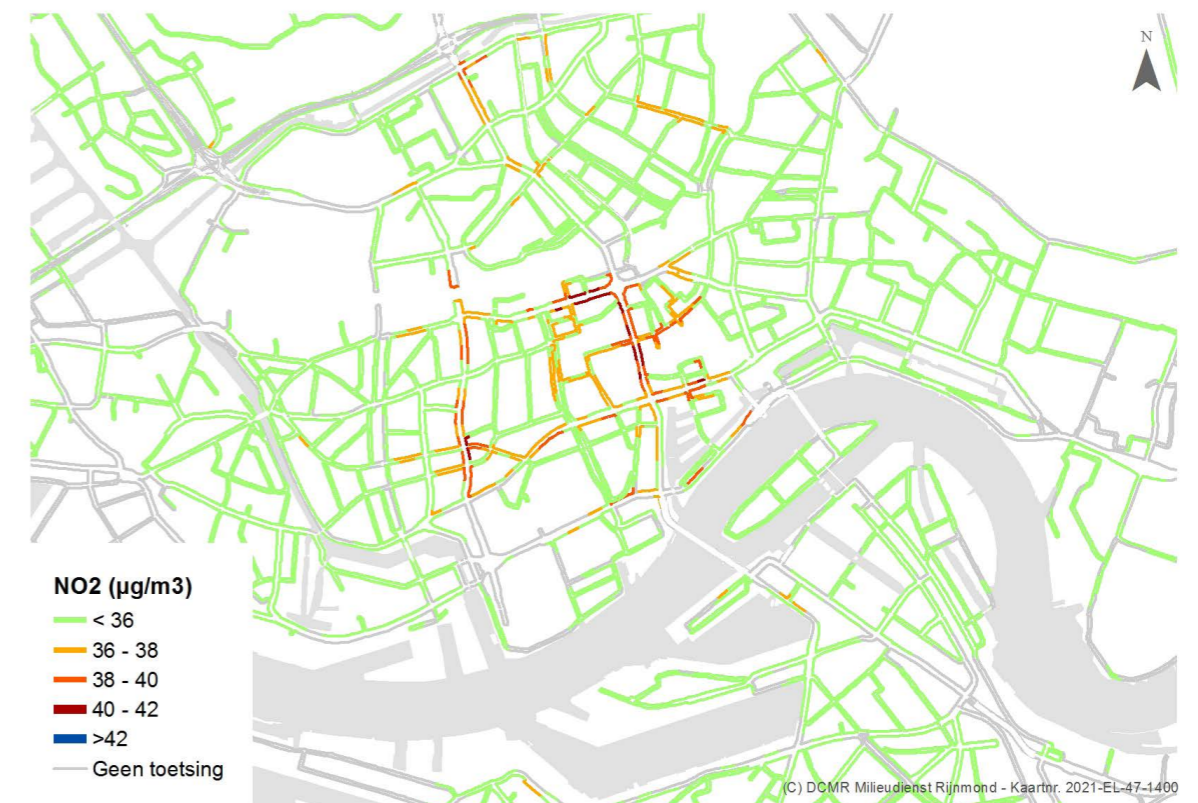 N
NO2 (µg/m3)
< 36
36 - 38
38 - 40
40 - 42
>42
Geen toetsing
(C) DCMR Milieudienst Rijnmond - Kaartnr. 2021-EL-47-1400